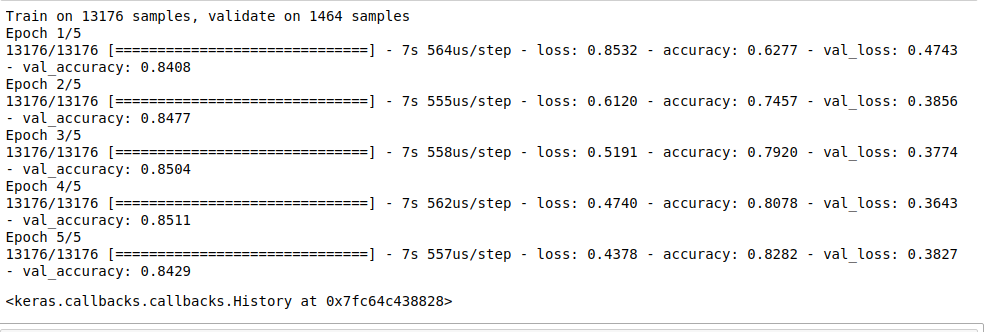 Train on 13176 samples, validate on 1464 samples
Epoch 1/5
13176/13176 [==============================] - 7s 564us/step - loss: 0.8532 - accuracy: 0.6277 - val_loss: 0.4743
- val_accuracy: 0.8408
Epoch 2/5
13176/13176 [==============================] - 7s 555us/step - loss: 0.6120 - accuracy: 0.7457 - val_loss: 0.3856
- val_accuracy: 0.8477
Epoch 3/5
13176/13176 [==============================] - 7s 558us/step - loss: 0.5191 - accuracy: 0.7920 - val_loss: 0.3774
- val_accuracy: 0.8504
Epoch 4/5
13176/13176 [==============================] - 7s 562us/step - loss: 0.4740 - accuracy: 0.8078 - val_loss: 0.3643
- val_accuracy: 0.8511
Epoch 5/5
13176/13176 [==============================] - 7s 557us/step - loss: 0.4378 - accuracy: 0.8282 - val_loss: 0.3827
- val_accuracy: 0.8429
<keras.callbacks.callbacks.History at 0x7fc64c438828>